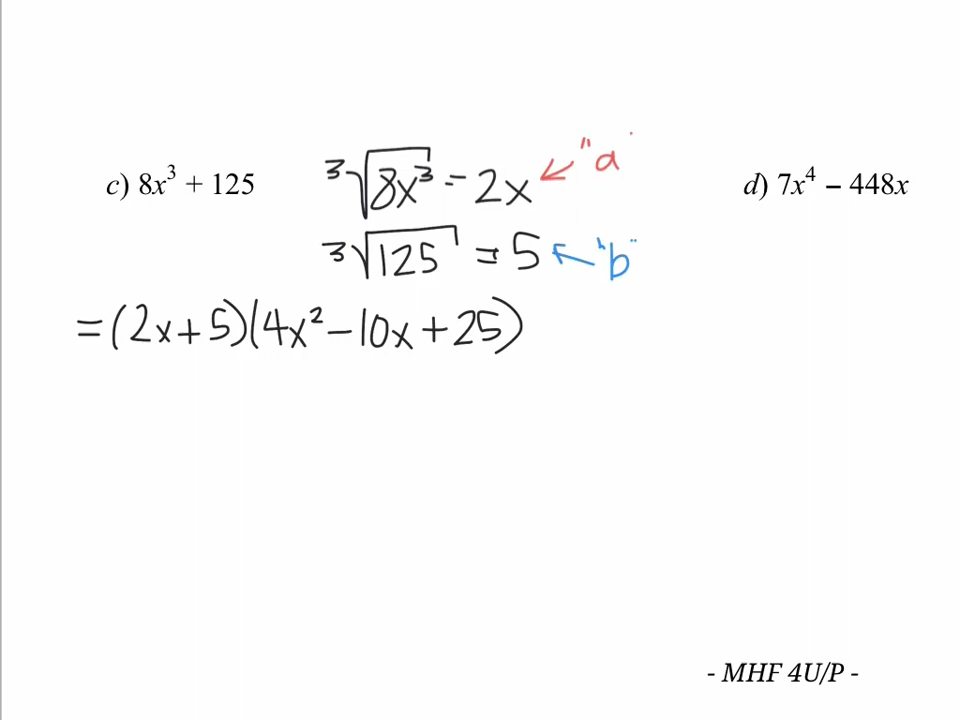 c) 8x³ + 125
∛8x³ = 2x ↙ "a"
d) 7x⁴ – 448x
∛125 = 5 ← "b"
= (2x + 5)(4x² – 10x + 25)
- MHF 4U/P -